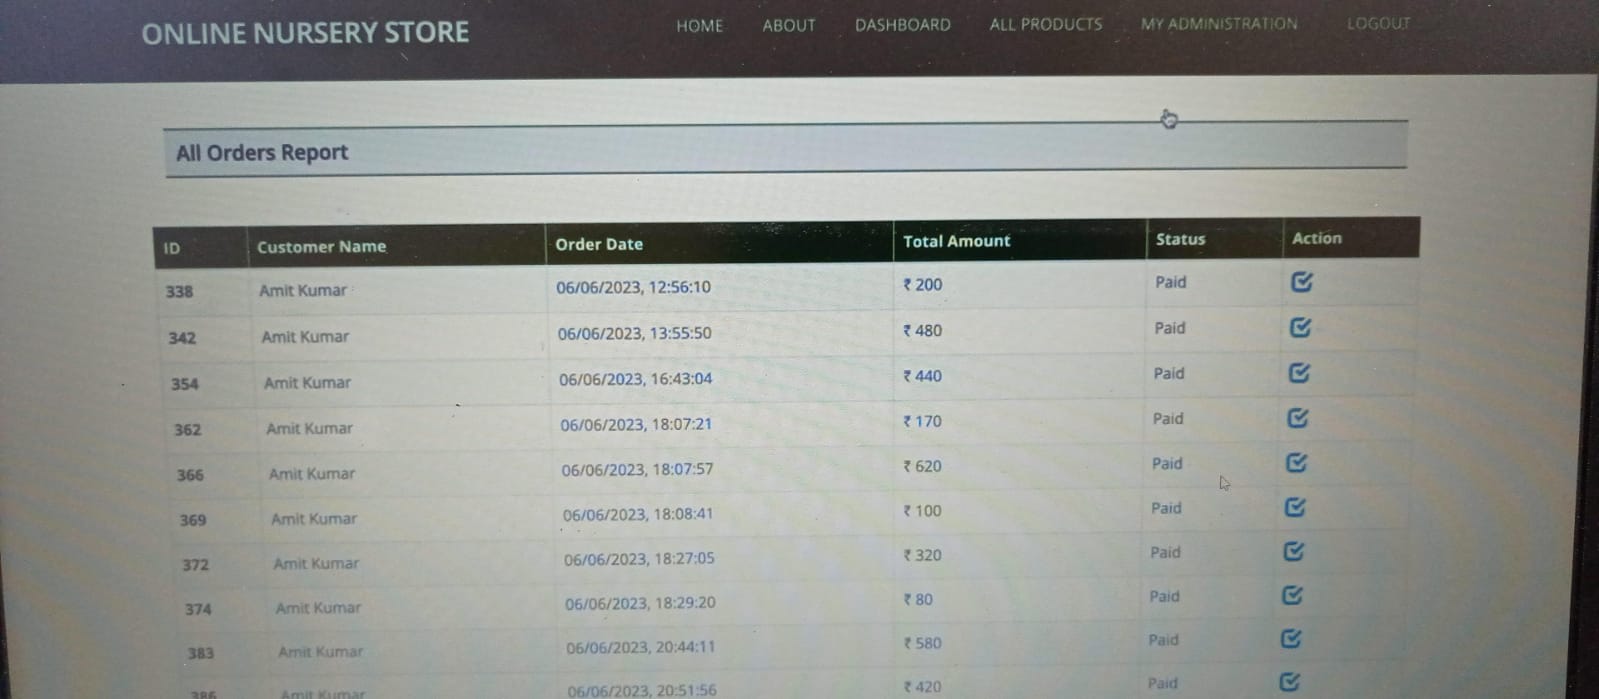 ONLINE NURSERY STORE HOME ABOUT DASHBOARD ALL PRODUCTS MY ADMINISTRATION LOGOUT
All Orders Report
ID Customer Name Order Date Total Amount Status Action
338 Amit Kumar 06/06/2023, 12:56:10 ₹ 200 Paid
342 Amit Kumar 06/06/2023, 13:55:50 ₹ 480 Paid
354 Amit Kumar 06/06/2023, 16:43:04 ₹ 440 Paid
362 Amit Kumar 06/06/2023, 18:07:21 ₹ 170 Paid
366 Amit Kumar 06/06/2023, 18:07:57 ₹ 620 Paid
369 Amit Kumar 06/06/2023, 18:08:41 ₹ 100 Paid
372 Amit Kumar 06/06/2023, 18:27:05 ₹ 320 Paid
374 Amit Kumar 06/06/2023, 18:29:20 ₹ 80 Paid
383 Amit Kumar 06/06/2023, 20:44:11 ₹ 580 Paid
386 Amit Kumar 06/06/2023, 20:51:56 ₹ 420 Paid